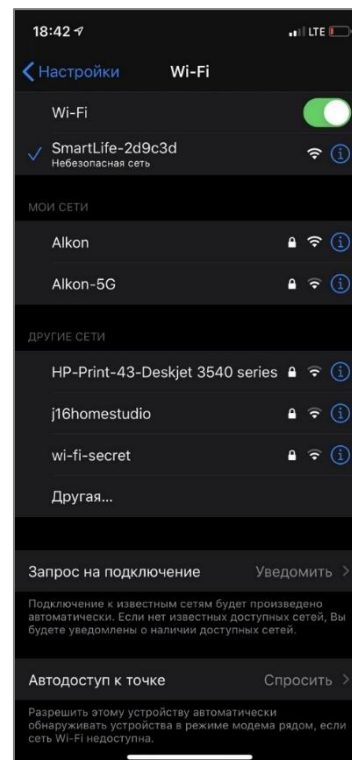 18:42 LTE
Настройки Wi-Fi
Wi-Fi
SmartLife-2d9c3d
Небезопасная сеть
МОИ СЕТИ
Alkon
Alkon-5G
ДРУГИЕ СЕТИ
HP-Print-43-Deskjet 3540 series
j16homestudio
wi-fi-secret
Другая...
Запрос на подключение Уведомить
Подключение к известным сетям будет произведено
автоматически. Если нет известных доступных сетей, Вы
будете уведомлены о наличии доступных сетей.
Автодоступ к точке Спросить
Разрешить этому устройству автоматически
обнаруживать устройства в режиме модема рядом, если
сеть Wi-Fi недоступна.